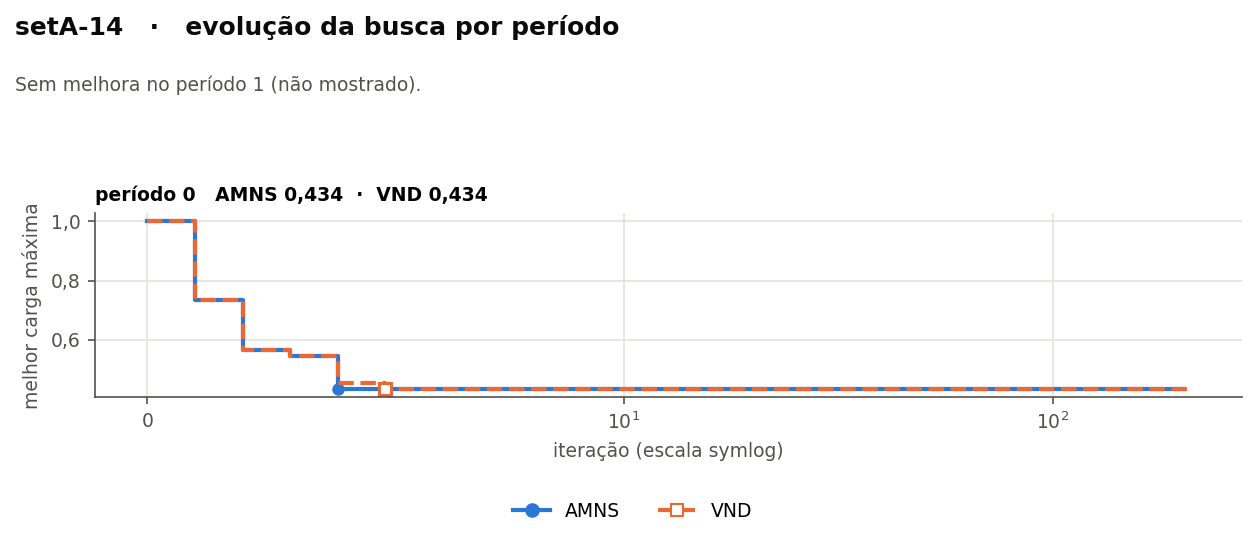 setA-14 · evolução da busca por período
Sem melhora no período 1 (não mostrado).
período 0 AMNS 0,434 · VND 0,434
melhor carga máxima
1,0
0,8
0,6
0
10¹
10²
iteração (escala symlog)
AMNS
VND